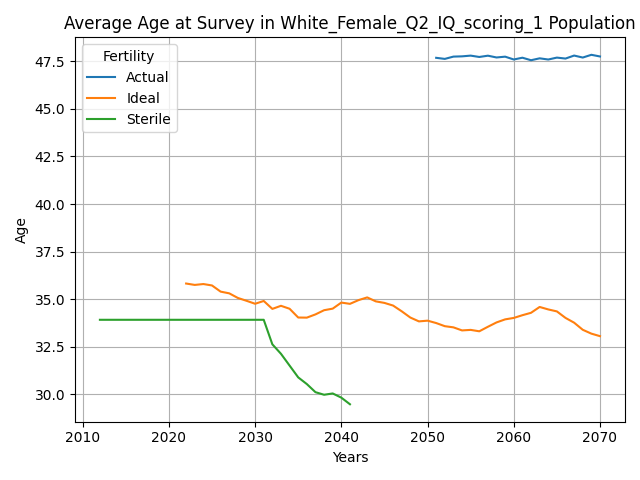 Average Age at Survey in White_Female_Q2_IQ_scoring_1 Population
Fertility
Actual
Ideal
Sterile
47.5
45.0
42.5
40.0
37.5
35.0
32.5
30.0
Age
2010
2020
2030
2040
2050
2060
2070
Years